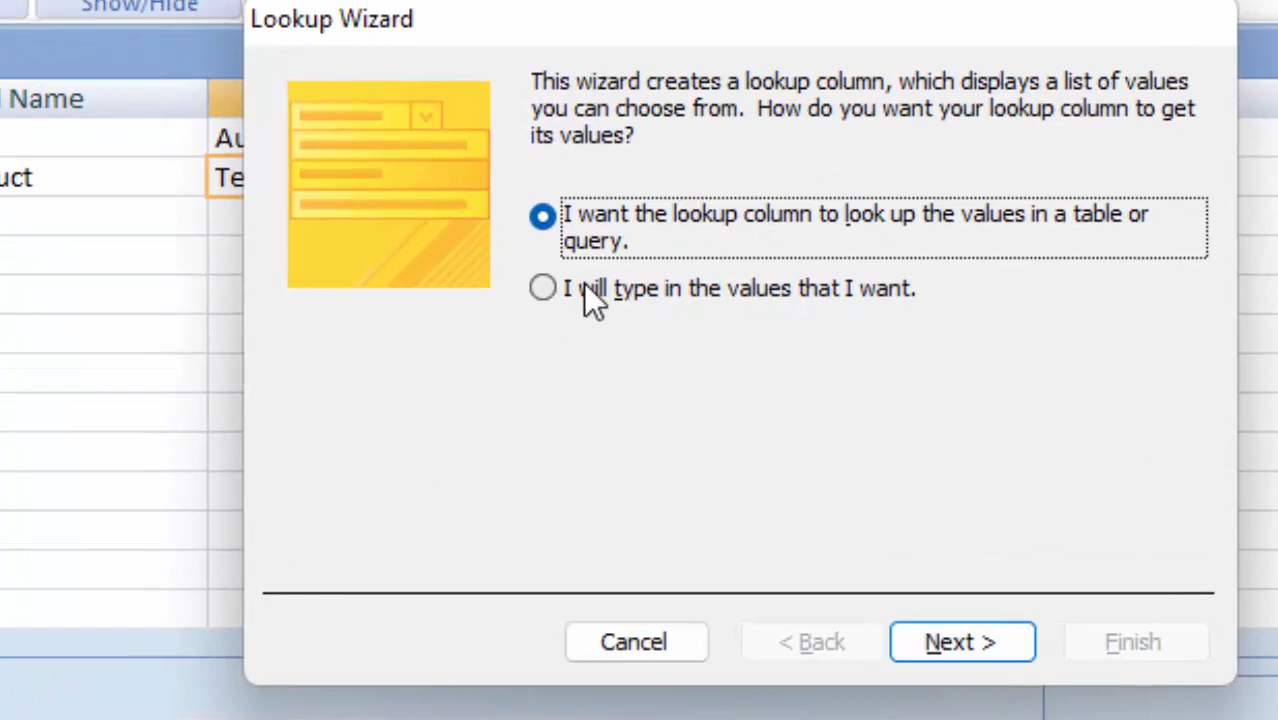 Show/Hide
Lookup Wizard
This wizard creates a lookup column, which displays a list of values
you can choose from. How do you want your lookup column to get
its values?
Name
Au
uct
Te
I want the lookup column to look up the values in a table or
query.
I will type in the values that I want.
Cancel
< Back
Next >
Finish